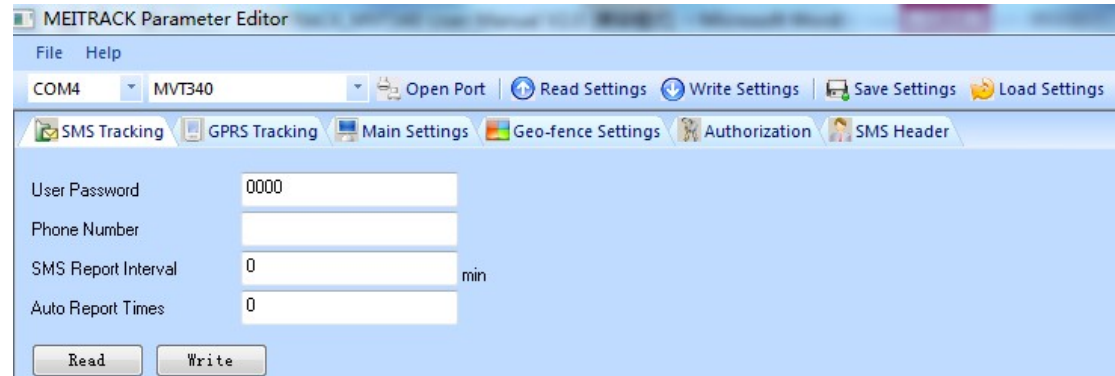 MEITRACK Parameter Editor
File Help
COM4 MVT340 Open Port Read Settings Write Settings Save Settings Load Settings
SMS Tracking GPRS Tracking Main Settings Geo-fence Settings Authorization SMS Header
User Password 0000
Phone Number
SMS Report Interval 0 min
Auto Report Times 0
Read Write